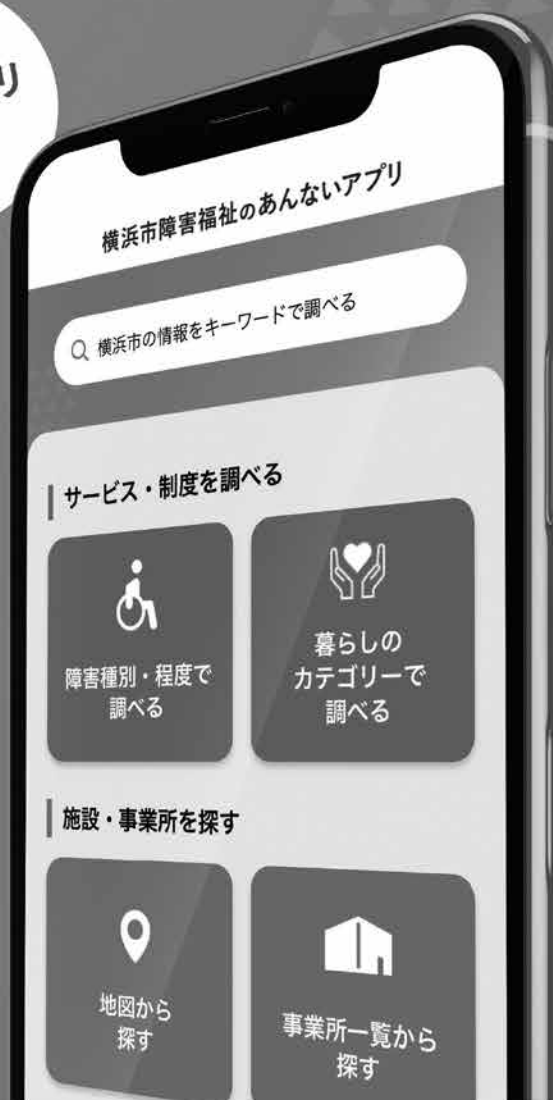 リ
横浜市障害福祉のあんないアプリ
横浜市の情報をキーワードで調べる
サービス・制度を調べる
障害種別・程度で
調べる
暮らしの
カテゴリーで
調べる
施設・事業所を探す
地図から
探す
事業所一覧から
探す